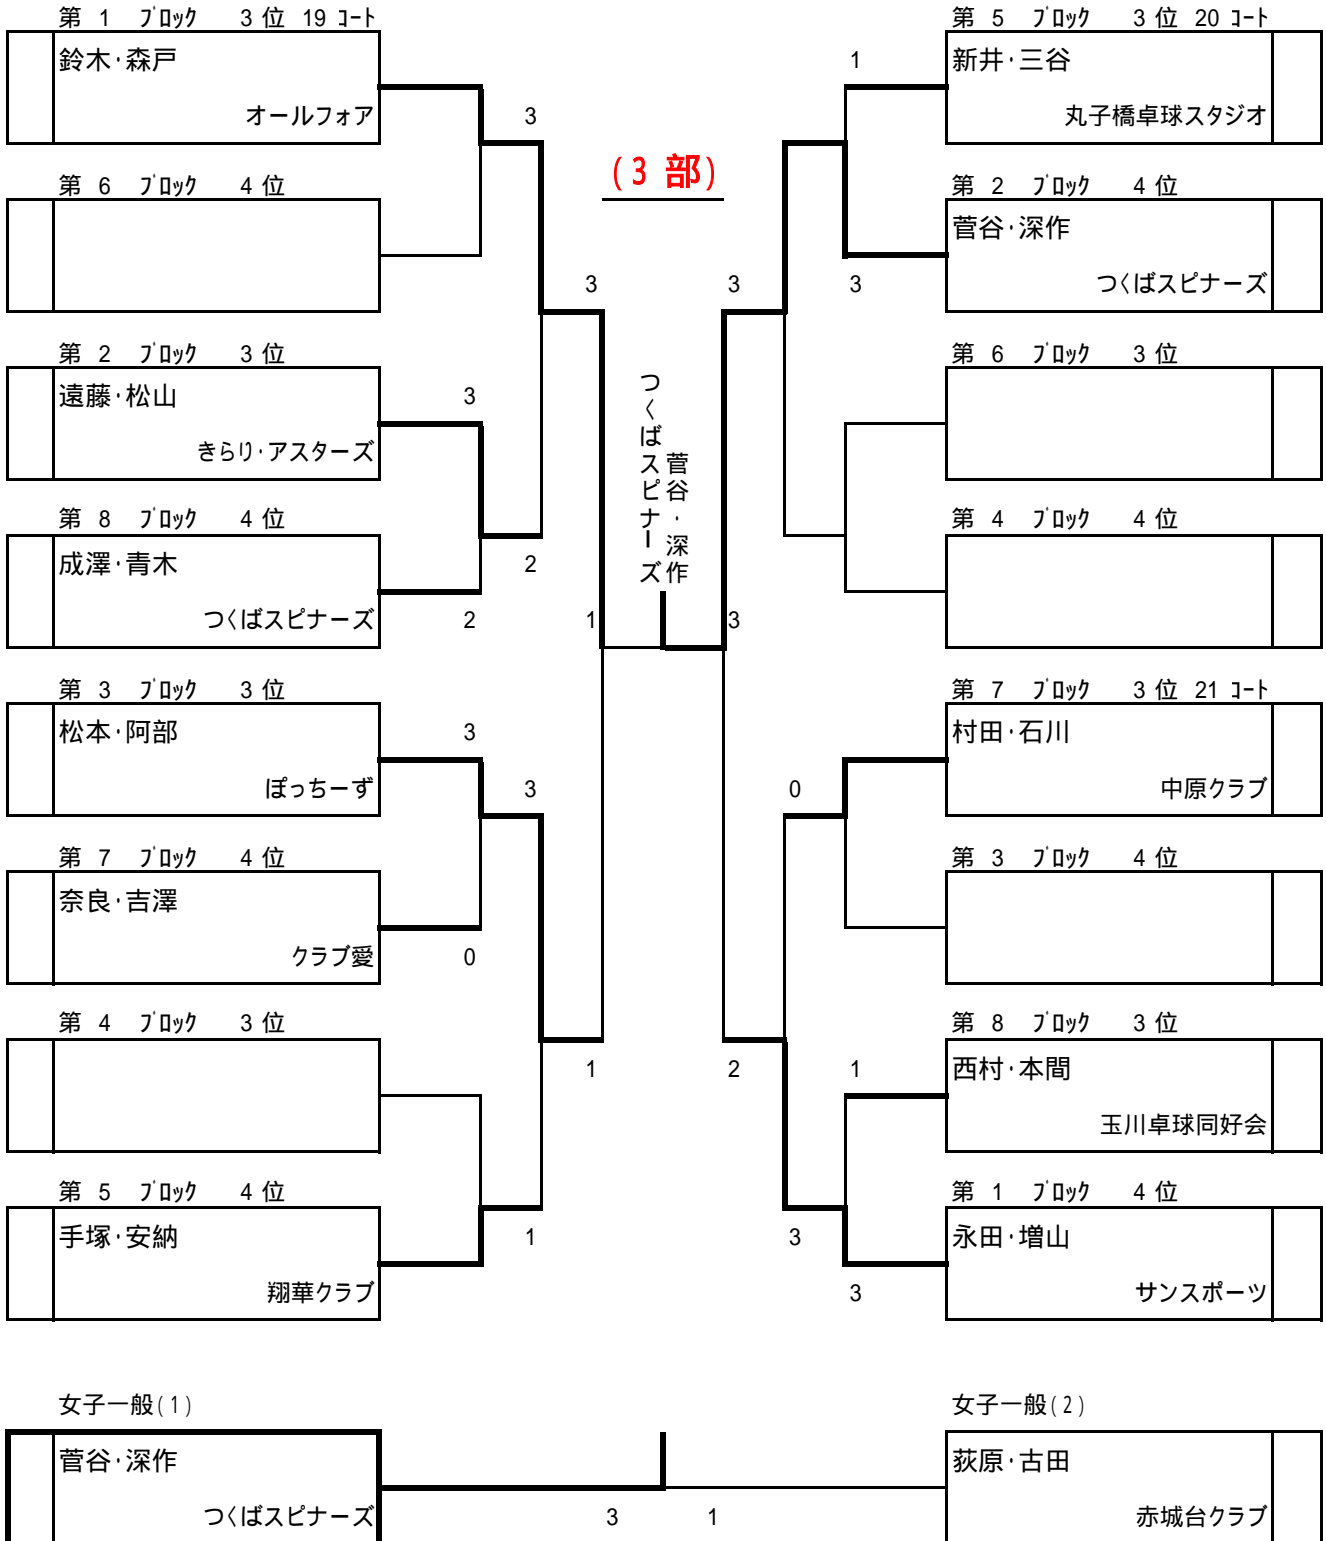 第 1 ブロック 3 位 19 コート
鈴木・森戸
オールフォア
第 6 ブロック 4 位
第 2 ブロック 3 位
遠藤・松山
きらり・アスターズ
第 8 ブロック 4 位
成澤・青木
つくばスピナーズ
第 3 ブロック 3 位
松本・阿部
ぽっちーず
第 7 ブロック 4 位
奈良・吉澤
クラブ愛
第 4 ブロック 3 位
第 5 ブロック 4 位
手塚・安納
翔華クラブ
3
3
3
2
2
1
3
3
0
1
1
(3 部)
つくばスピナーズ
菅谷・深作
1
3
3
3
0
2
1
3
3
第 5 ブロック 3 位 20 コート
新井・三谷
丸子橋卓球スタジオ
第 2 ブロック 4 位
菅谷・深作
つくばスピナーズ
第 6 ブロック 3 位
第 4 ブロック 4 位
第 7 ブロック 3 位 21 コート
村田・石川
中原クラブ
第 3 ブロック 4 位
第 8 ブロック 3 位
西村・本間
玉川卓球同好会
第 1 ブロック 4 位
永田・増山
サンスポーツ
女子一般(1)
菅谷・深作
つくばスピナーズ
3
1
女子一般(2)
荻原・古田
赤城台クラブ